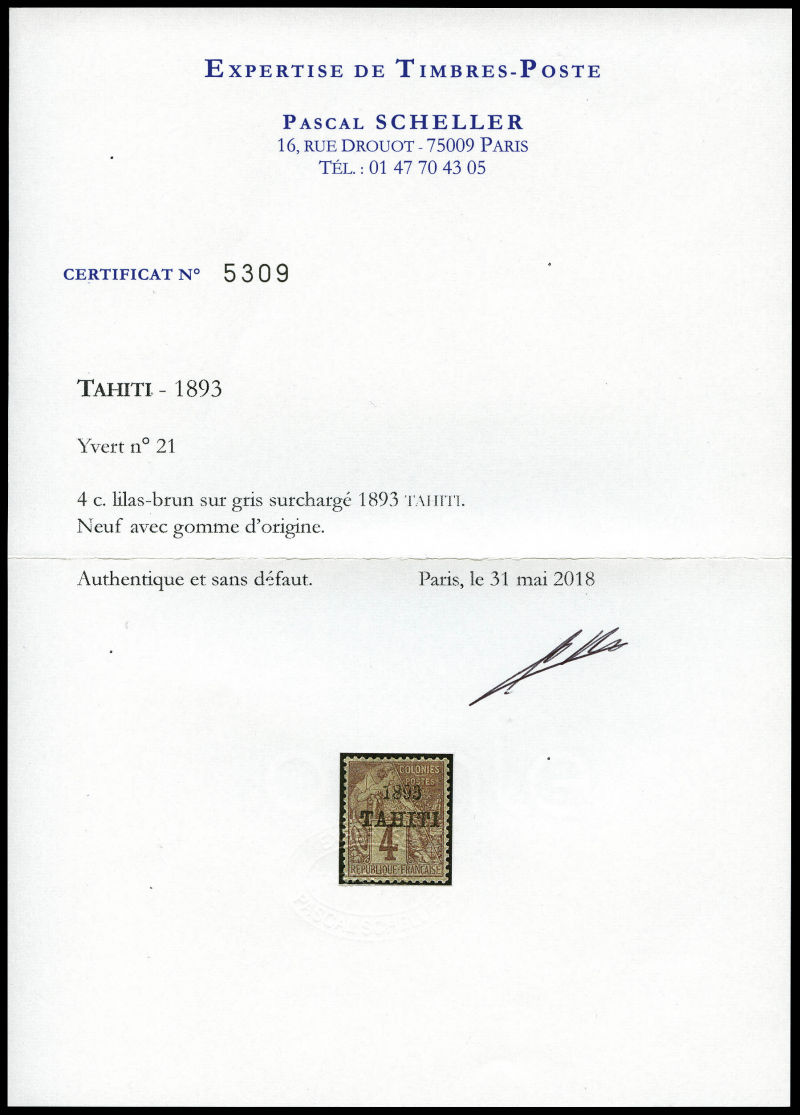 EXPERTISE DE TIMBRES-POSTE
PASCAL SCHELLER
16, RUE DROUOT - 75009 PARIS
TÉL. : 01 47 70 43 05
CERTIFICAT N° 5309
TAHITI - 1893
Yvert n° 21
4 c. lilas-brun sur gris surchargé 1893 TAHITI.
Neuf avec gomme d'origine.
Authentique et sans défaut. Paris, le 31 mai 2018
COLONIES
POSTES
1893
TAHITI
4
RÉPUBLIQUE FRANÇAISE
PASCAL SCHELLER